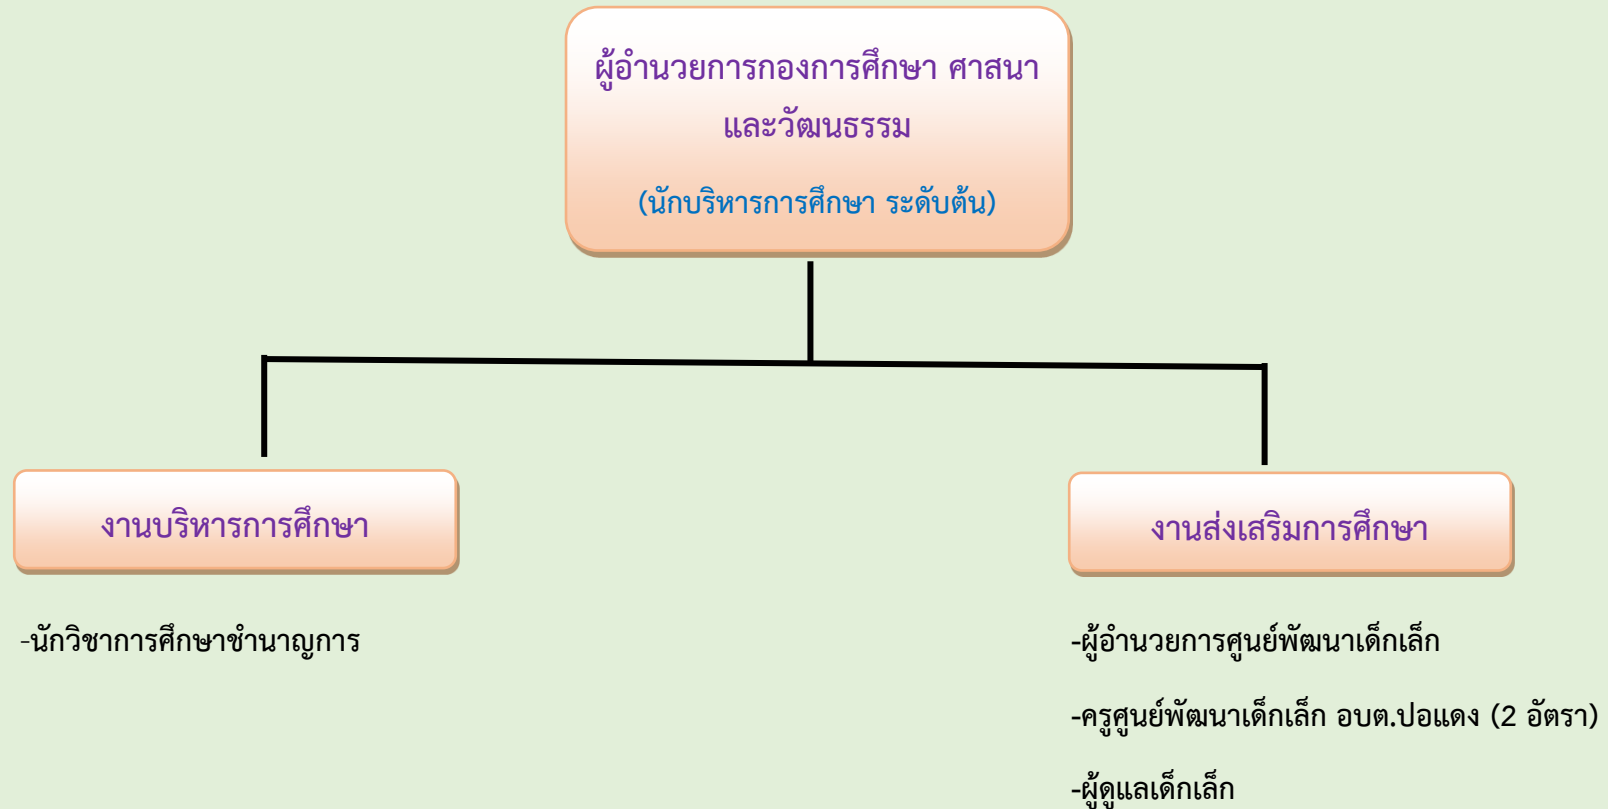 ผู้อำนวยการกองการศึกษา ศาสนา
และวัฒนธรรม
(นักบริหารการศึกษา ระดับต้น)
งานบริหารการศึกษา
-นักวิชาการศึกษาชำนาญการ
งานส่งเสริมการศึกษา
-ผู้อำนวยการศูนย์พัฒนาเด็กเล็ก
-ครูศูนย์พัฒนาเด็กเล็ก อบต.ปอแดง (2 อัตรา)
-ผู้ดูแลเด็กเล็ก